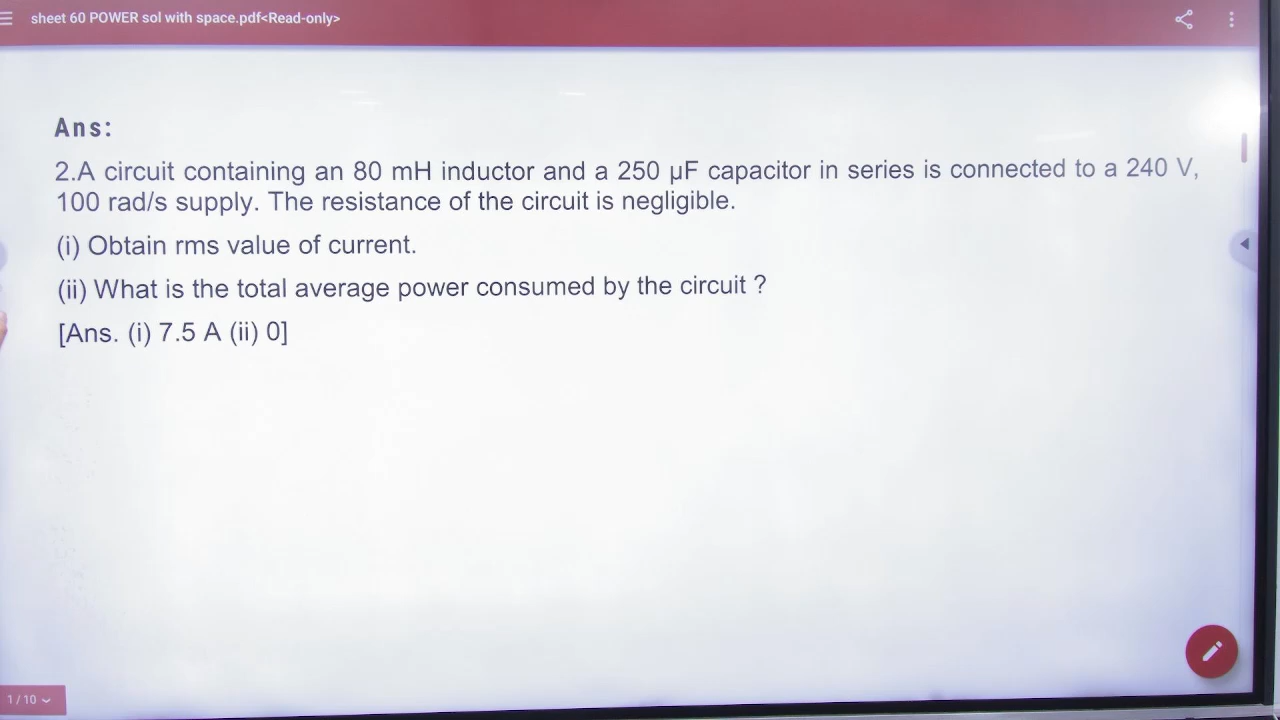 sheet 60 POWER sol with space.pdf<Read-only>
Ans:
2.A circuit containing an 80 mH inductor and a 250 μF capacitor in series is connected to a 240 V,
100 rad/s supply. The resistance of the circuit is negligible.
(i) Obtain rms value of current.
(ii) What is the total average power consumed by the circuit ?
[Ans. (i) 7.5 A (ii) 0]
1 / 10